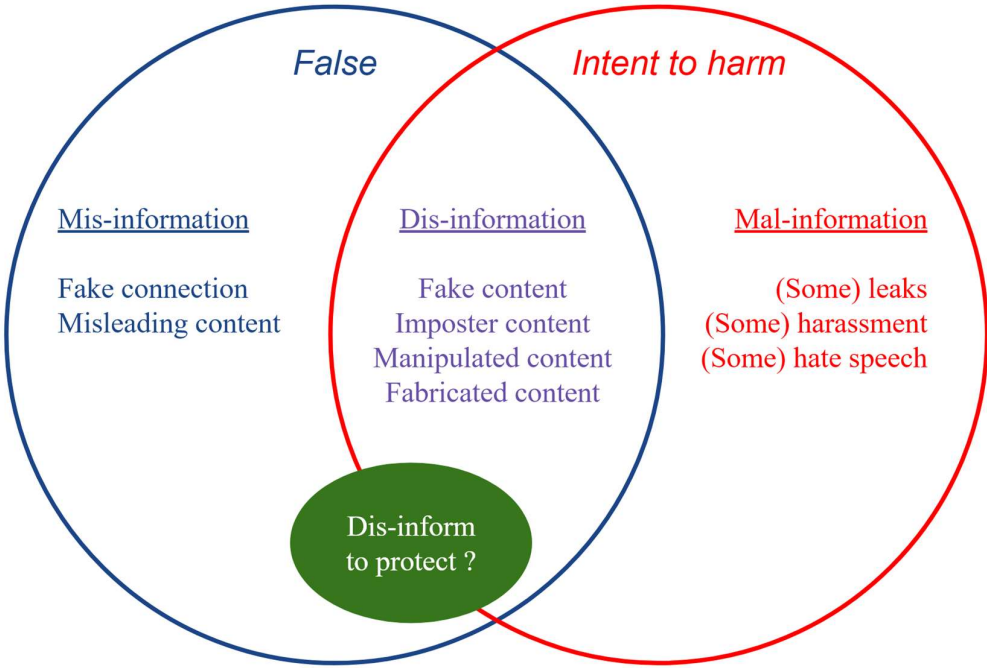 False
Intent to harm
Mis-information
Fake connection
Misleading content
Dis-information
Fake content
Imposter content
Manipulated content
Fabricated content
Mal-information
(Some) leaks
(Some) harassment
(Some) hate speech
Dis-inform
to protect ?